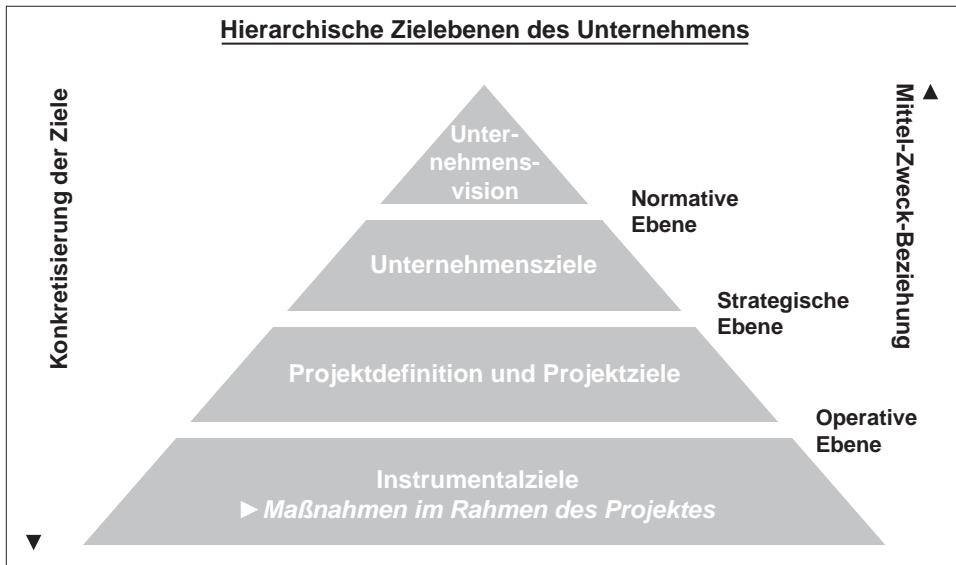 Hierarchische Zielebenen des Unternehmens
Konkretisierung der Ziele
▼
Unter-
nehmens-
vision
Normative
Ebene
Unternehmensziele
Strategische
Ebene
Projektdefinition und Projektziele
Operative
Ebene
Instrumentalziele
►Maßnahmen im Rahmen des Projektes
Mittel-Zweck-Beziehung
▲